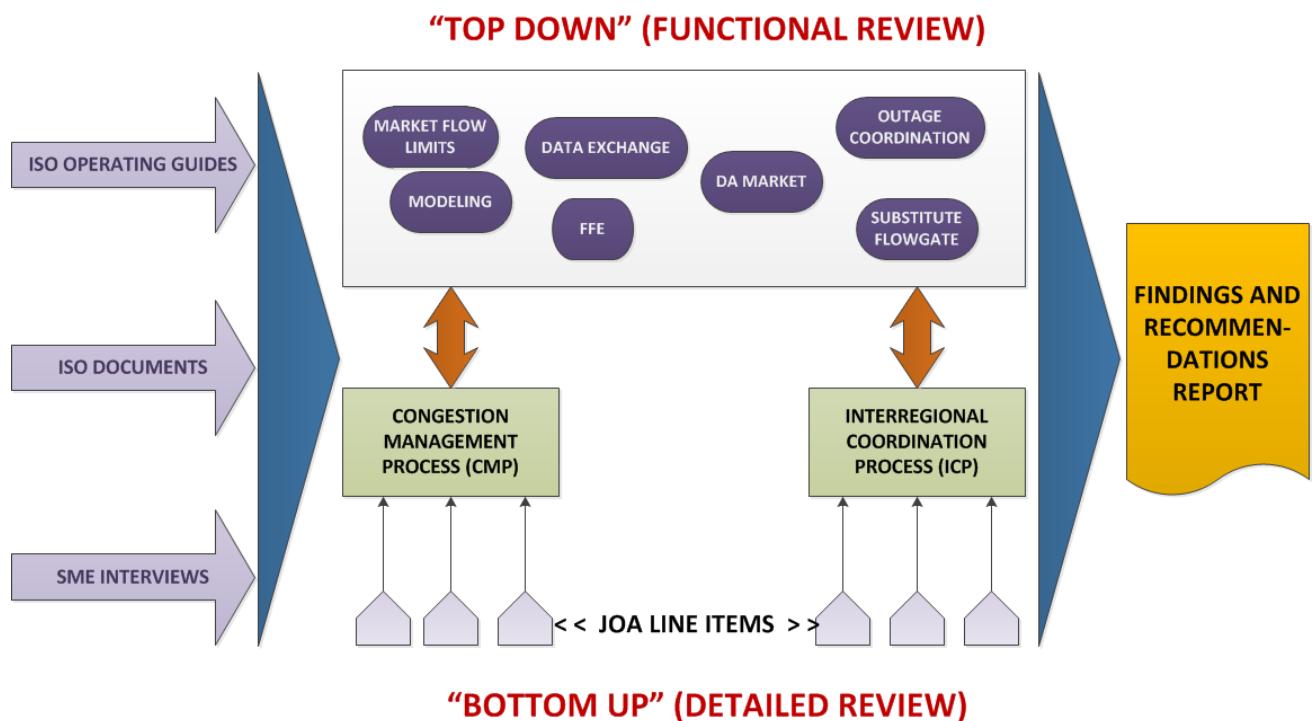 “TOP DOWN” (FUNCTIONAL REVIEW)
ISO OPERATING GUIDES
ISO DOCUMENTS
SME INTERVIEWS
MARKET FLOW
LIMITS
MODELING
DATA EXCHANGE
FFE
DA MARKET
OUTAGE
COORDINATION
SUBSTITUTE
FLOWGATE
CONGESTION
MANAGEMENT
PROCESS (CMP)
INTERREGIONAL
COORDINATION
PROCESS (ICP)
< < JOA LINE ITEMS > >
FINDINGS AND
RECOMMEN-
DATIONS
REPORT
“BOTTOM UP” (DETAILED REVIEW)